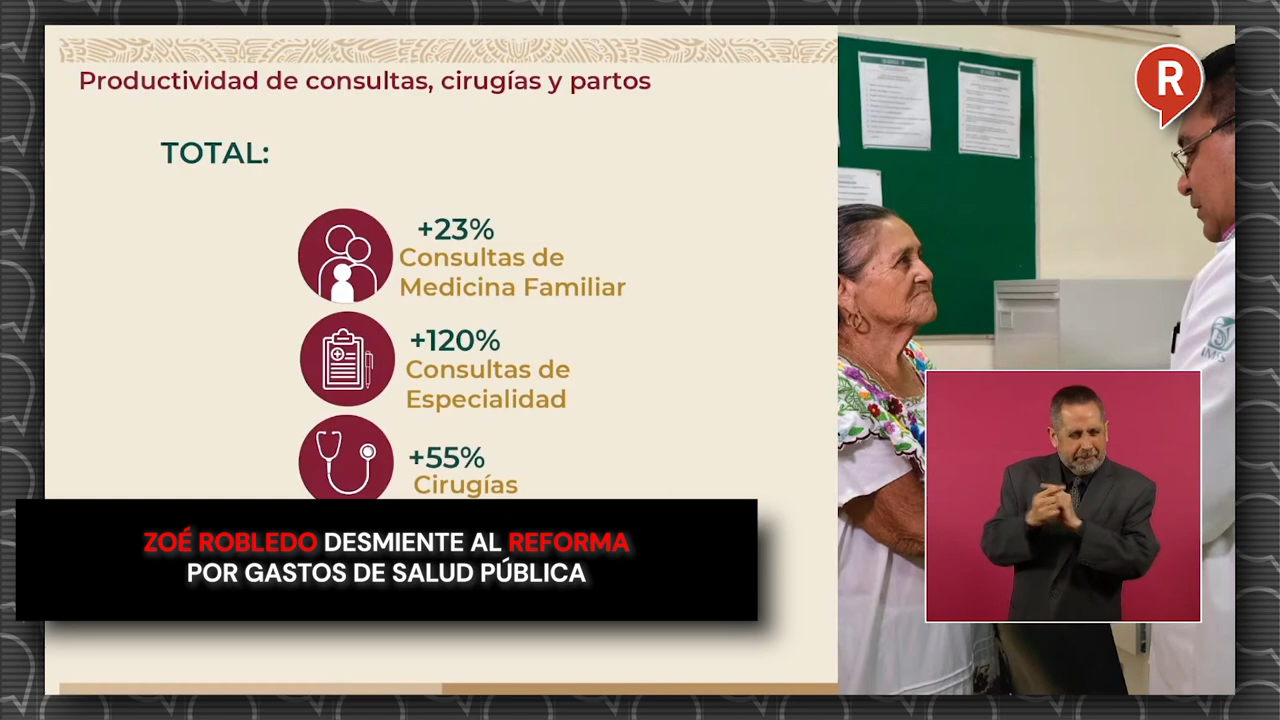 Productividad de consultas, cirugías y partos
TOTAL:
+23%
Consultas de
Medicina Familiar
+120%
Consultas de
Especialidad
+55%
Cirugías
ZOÉ ROBLEDO DESMIENTE AL REFORMA
POR GASTOS DE SALUD PÚBLICA
R
IMSS